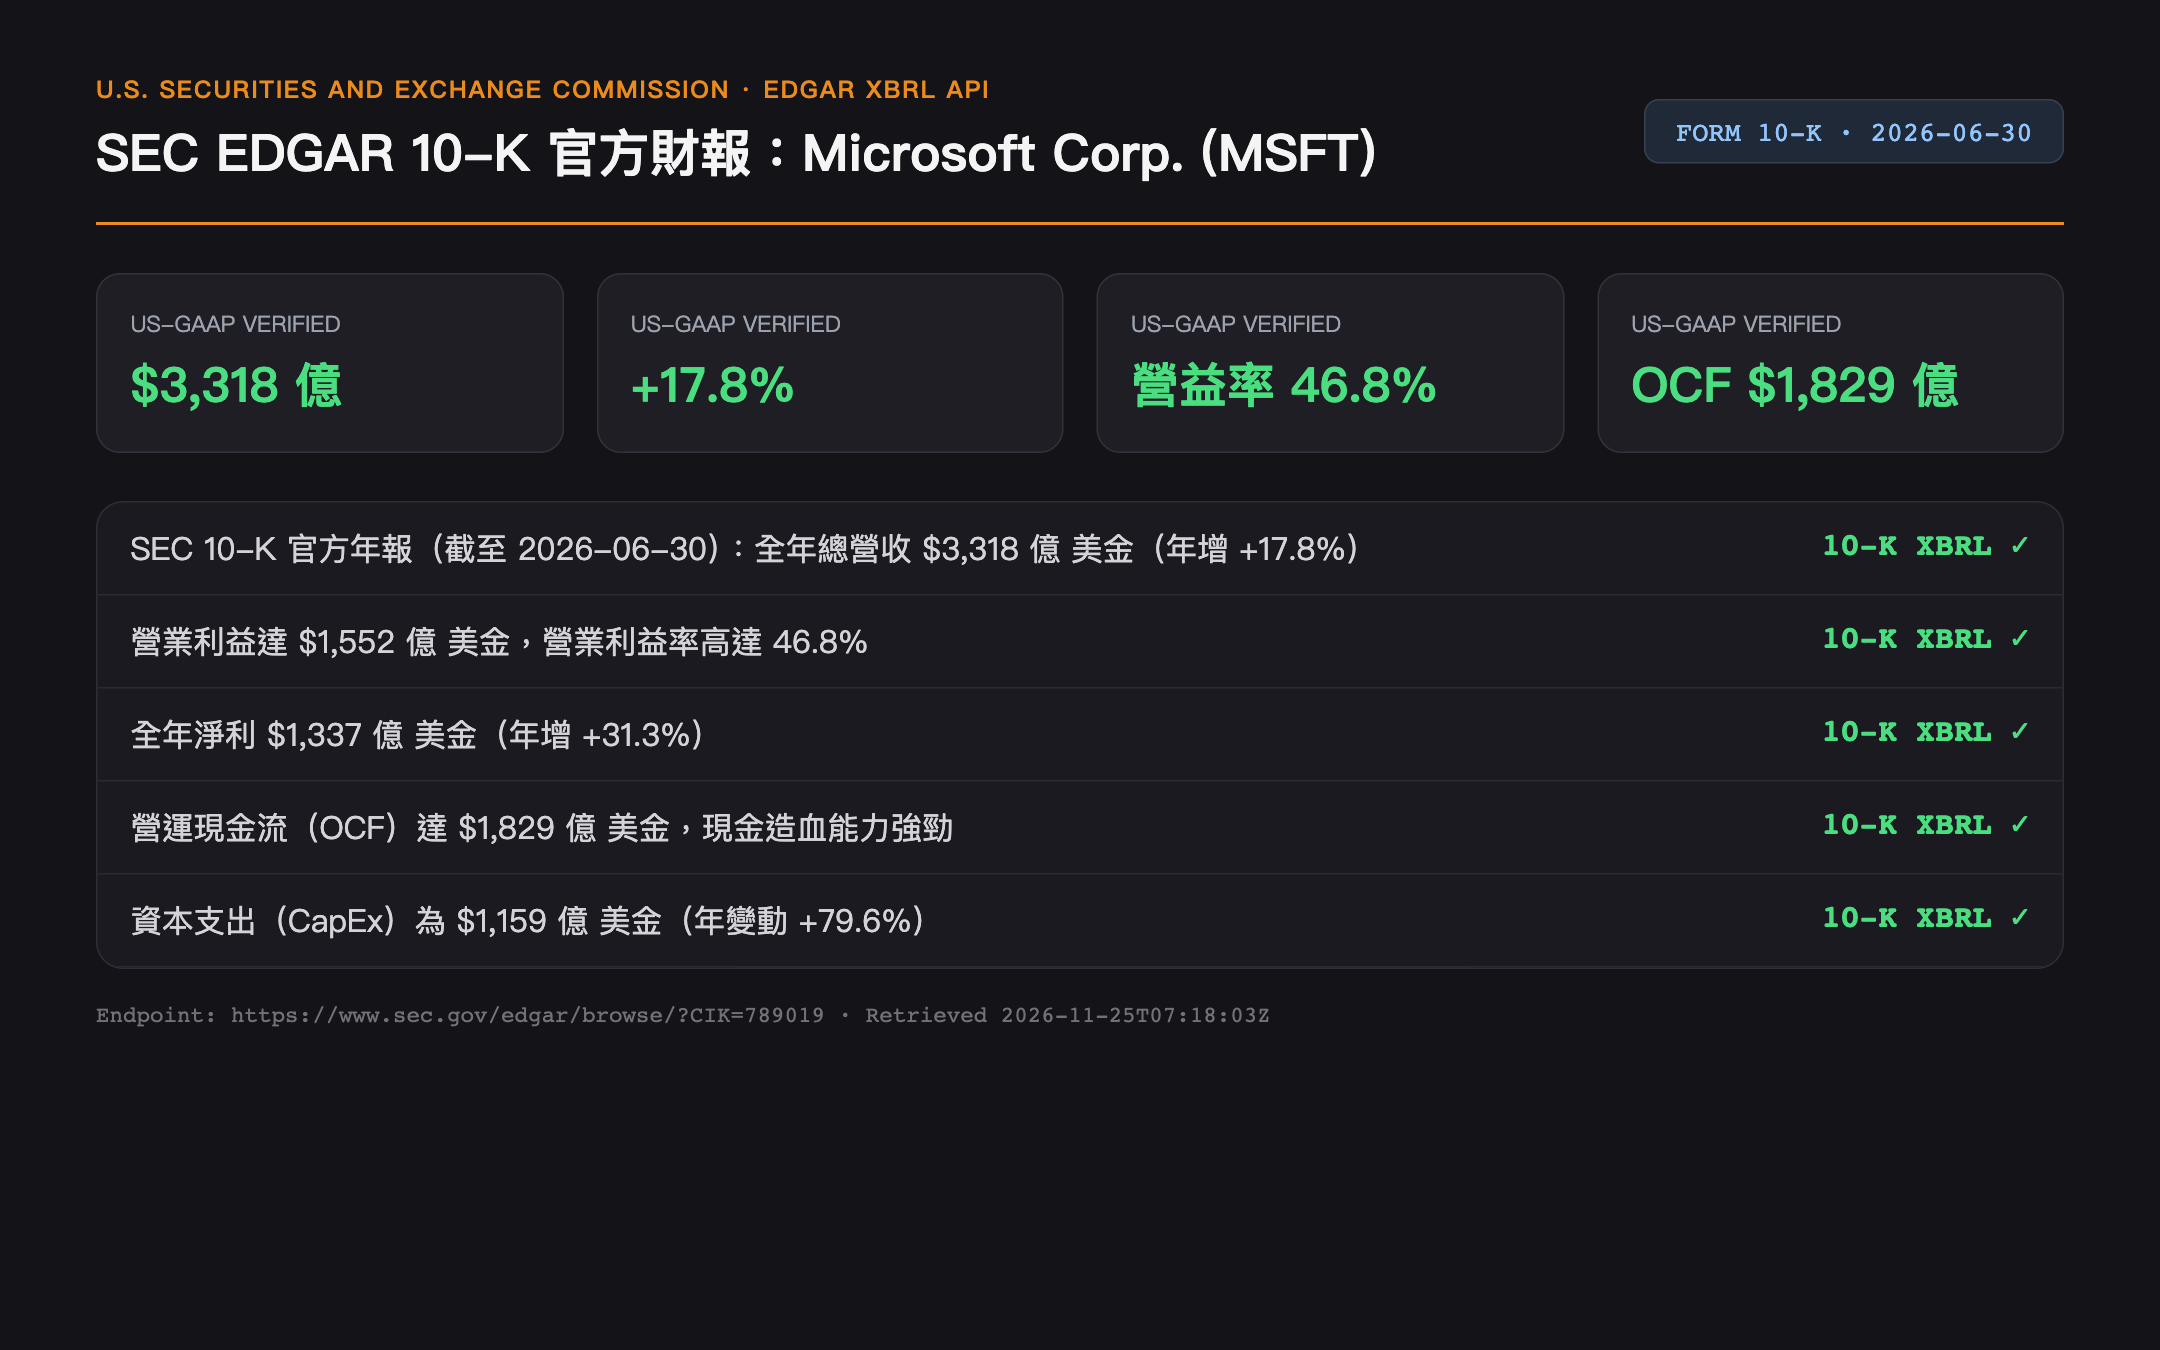 U.S. SECURITIES AND EXCHANGE COMMISSION · EDGAR XBRL API
SEC EDGAR 10-K 官方財報：Microsoft Corp. (MSFT)
FORM 10-K • 2026-06-30
US-GAAP VERIFIED
$3,318 億
US-GAAP VERIFIED
+17.8%
US-GAAP VERIFIED
營益率 46.8%
US-GAAP VERIFIED
OCF $1,829 億
SEC 10-K 官方年報（截至 2026-06-30）：全年總營收 $3,318 億 美金（年增 +17.8%）
10-K XBRL ✓
營業利益達 $1,552 億 美金，營業利益率高達 46.8%
10-K XBRL ✓
全年淨利 $1,337 億 美金（年增 +31.3%）
10-K XBRL ✓
營運現金流（OCF）達 $1,829 億 美金，現金造血能力強勁
10-K XBRL ✓
資本支出（CapEx）為 $1,159 億 美金（年變動 +79.6%）
10-K XBRL ✓
Endpoint: https://www.sec.gov/edgar/browse/?CIK=789019 · Retrieved 2026-11-25T07:18:03Z